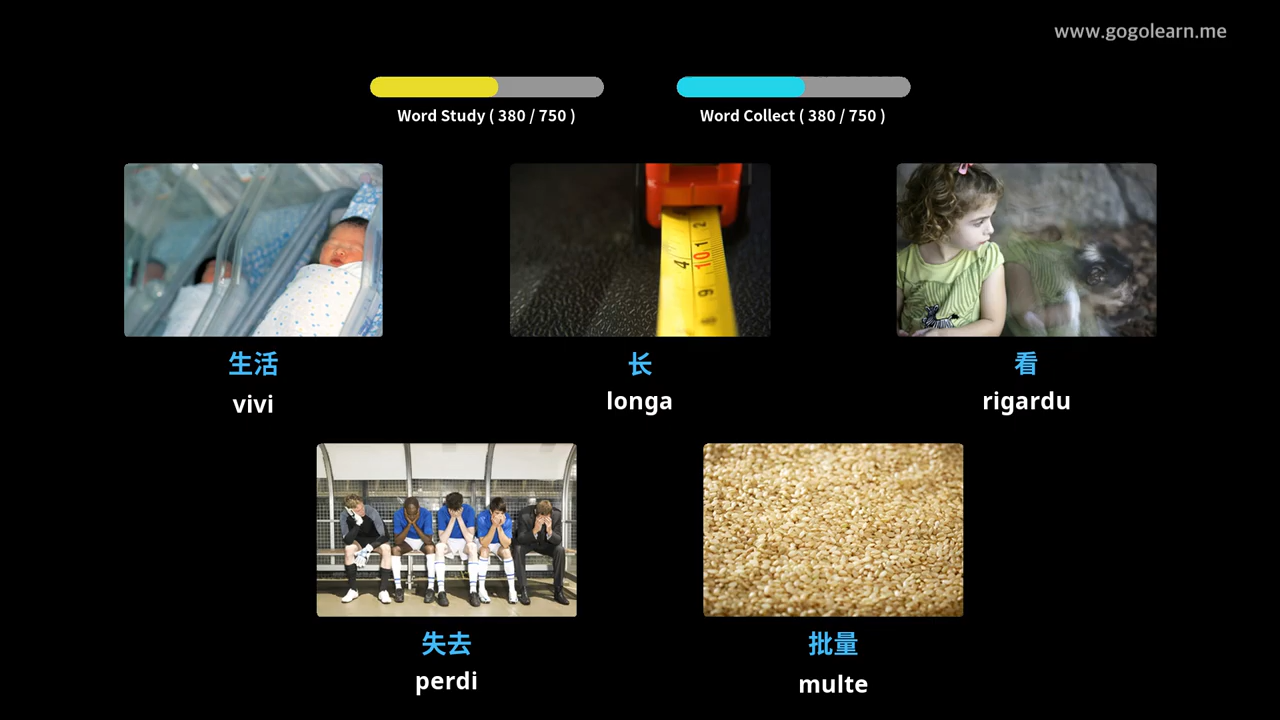 www.gogolearn.me
Word Study ( 380 / 750 )
Word Collect ( 380 / 750 )
生活
vivi
长
longa
看
rigardu
失去
perdi
批量
multe